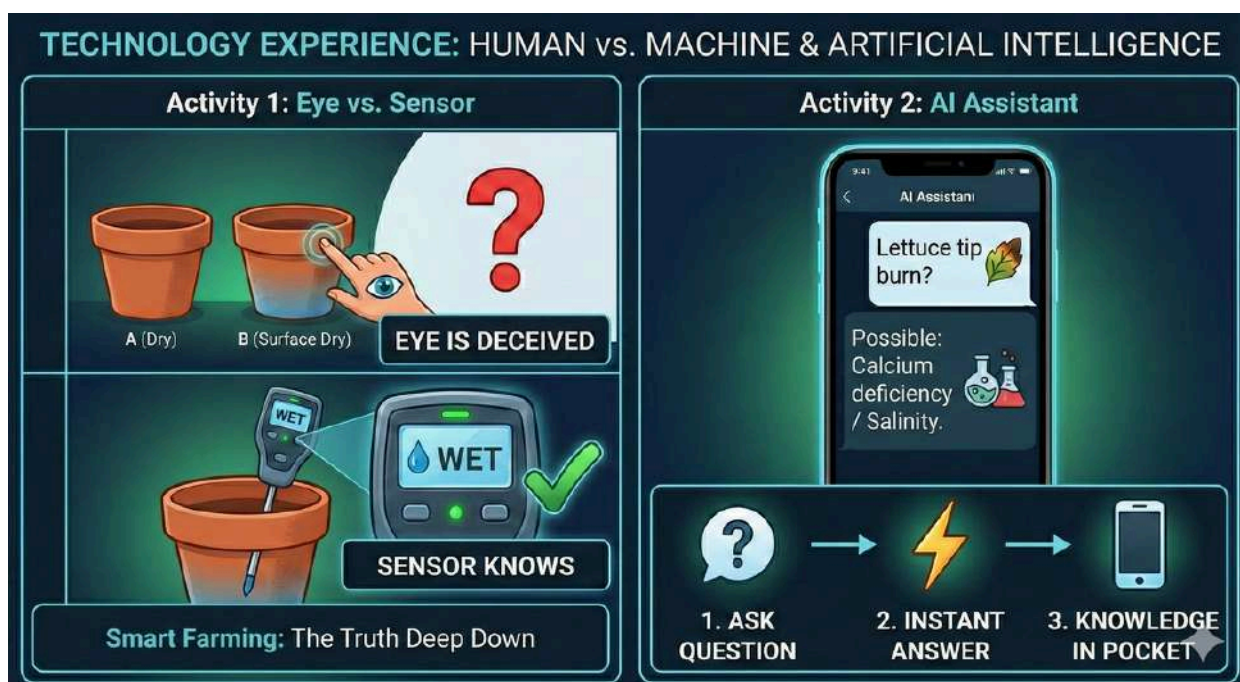 TECHNOLOGY EXPERIENCE: HUMAN vs. MACHINE & ARTIFICIAL INTELLIGENCE
Activity 1: Eye vs. Sensor
A (Dry)
B (Surface Dry)
EYE IS DECEIVED
WET
WET
SENSOR KNOWS
Smart Farming: The Truth Deep Down
Activity 2: AI Assistant
9:41
AI Assistant
Lettuce tip
burn?
Possible:
Calcium
deficiency
/ Salinity.
1. ASK
QUESTION
2. INSTANT
ANSWER
3. KNOWLEDGE
IN POCKET